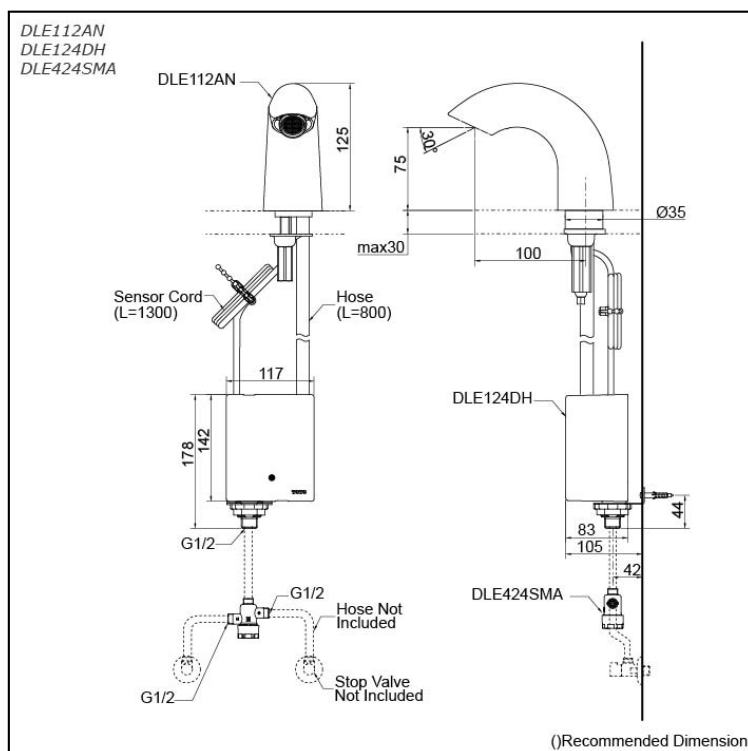 DLE112AN
DLE124DH
DLE424SMA
DLE112AN
125
75
30°
Ø35
max30
100
Sensor Cord
(L=1300)
Hose
(L=800)
117
DLE124DH
178
142
TOTO
44
83
105
G1/2
42
G1/2
DLE424SMA
Hose Not
Included
G1/2
Stop Valve
Not Included
()Recommended Dimension